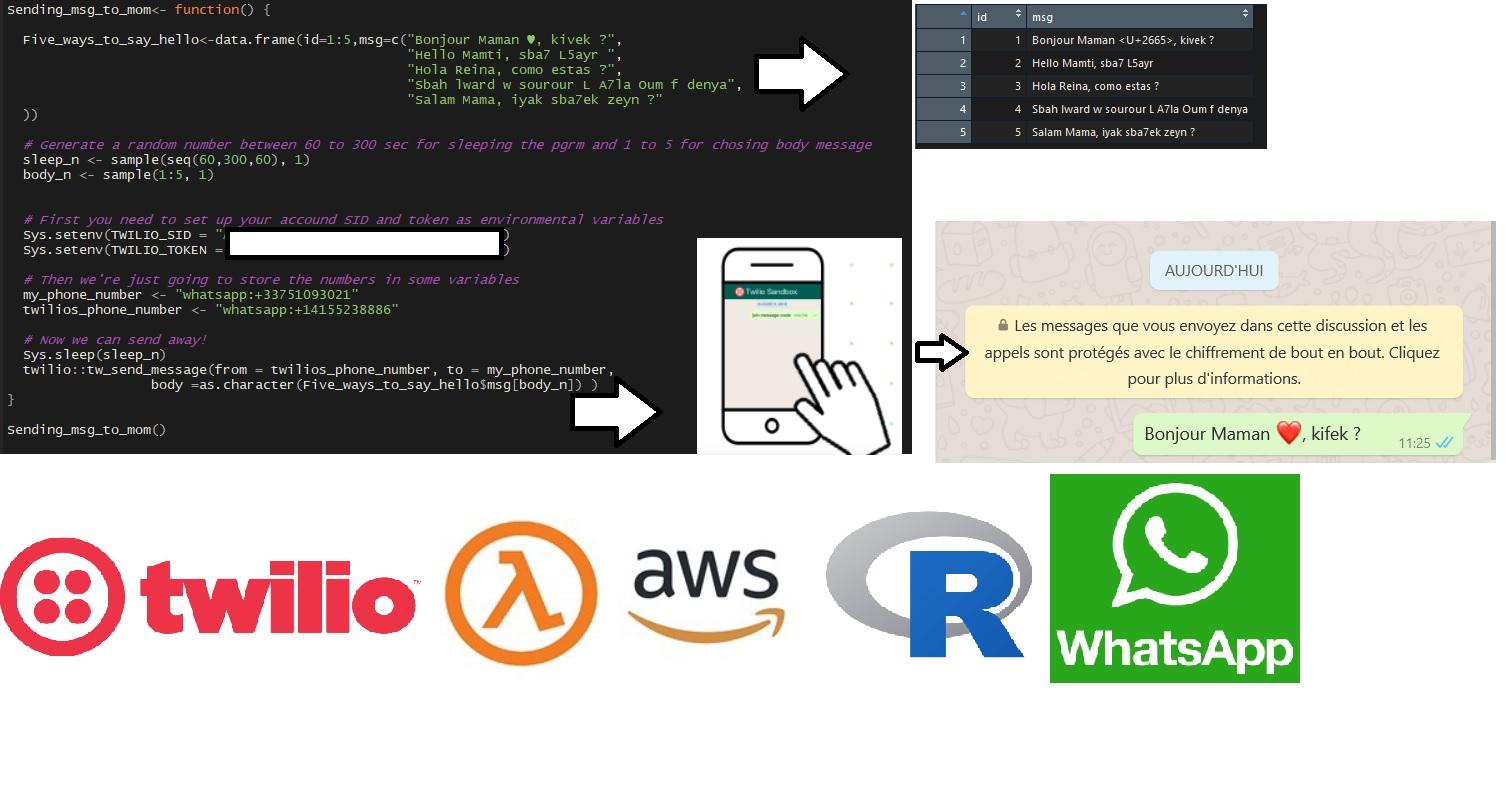 Sending_to_mom<- function() {
Five_ways_to_say_hello<-data.frame(id=1:5,msg=c("Bonjour Maman ♥, kivek ?",
"Hello Mamti, sba7 L5ayr ",
"Hola Reina, como estas ?",
"Sbah lward w sourour L A7la Oum f denya",
"Salam Mama, iyak sba7ek zeyn ?"
))
# Generate a random number between 60 to 300 sec for sleeping the pgrm and 1 to 5 for chosing body message
sleep_n <- sample(seq(60,300,60), 1)
body_n <- sample(1:5, 1)
# First you need to set up your accound SID and token as environmental variables
Sys.setenv(TWILIO_SID = " )
Sys.setenv(TWILIO_TOKEN = )
# Then we're just going to store the numbers in some variables
my_phone_number <- "whatsapp:+33751093021"
twilios_phone_number <- "whatsapp:+14155238886"
# Now we can send away!
Sys.sleep(sleep_n)
twilio::tw_send_message(from = twilios_phone_number, to = my_phone_number,
body =as.character(Five_ways_to_say_hello$msg[body_n]) )
}
Sending_msg_to_mom()
id msg
1 1 Bonjour Maman <U+2665>, kivek ?
2 2 Hello Mamti, sba7 L5ayr
3 3 Hola Reina, como estas ?
4 4 Sbah lward w sourour L A7la Oum f denya
5 5 Salam Mama, iyak sba7ek zeyn ?
Twilio Sandbox
AUJOURD'HUI
Les messages que vous envoyez dans cette discussion et les
appels sont protégés avec le chiffrement de bout en bout. Cliquez
pour plus d'informations.
Bonjour Maman ❤️, kifek ?
11:25
twilio™
λ
aws
R
WhatsApp